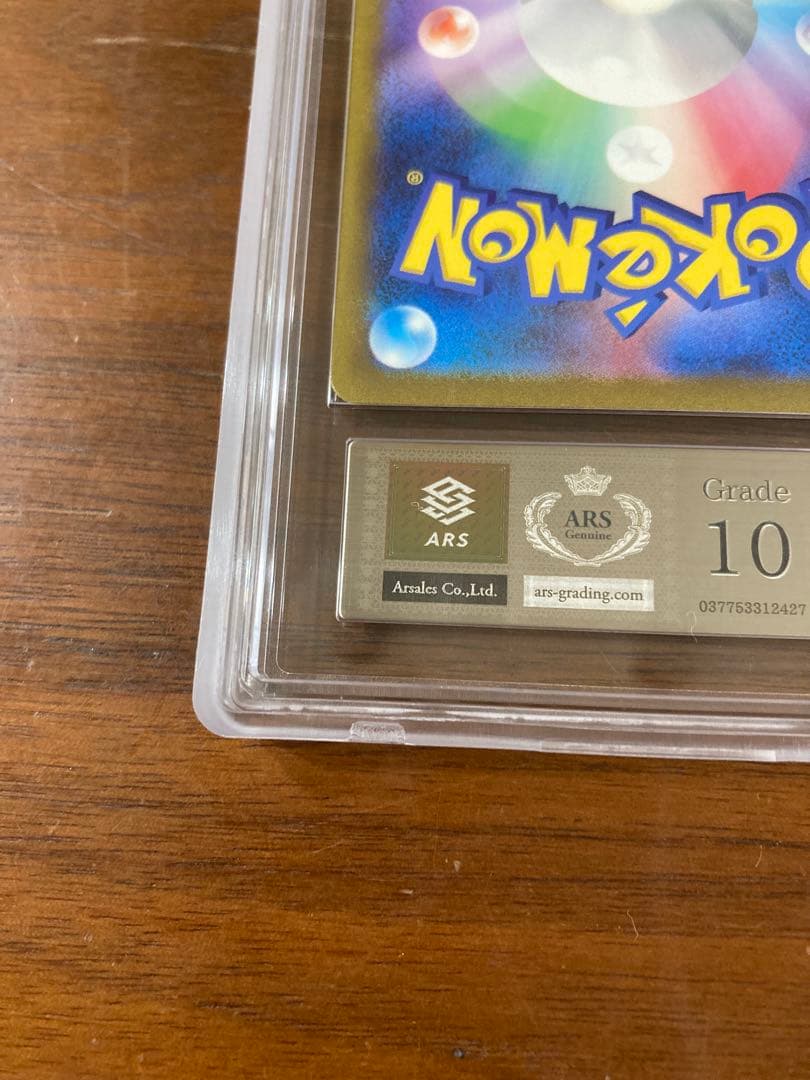 ®
POKéMON
ARS
Arsales Co.,Ltd.
ARS
Genuine
ars-grading.com
Grade
10
037753312427